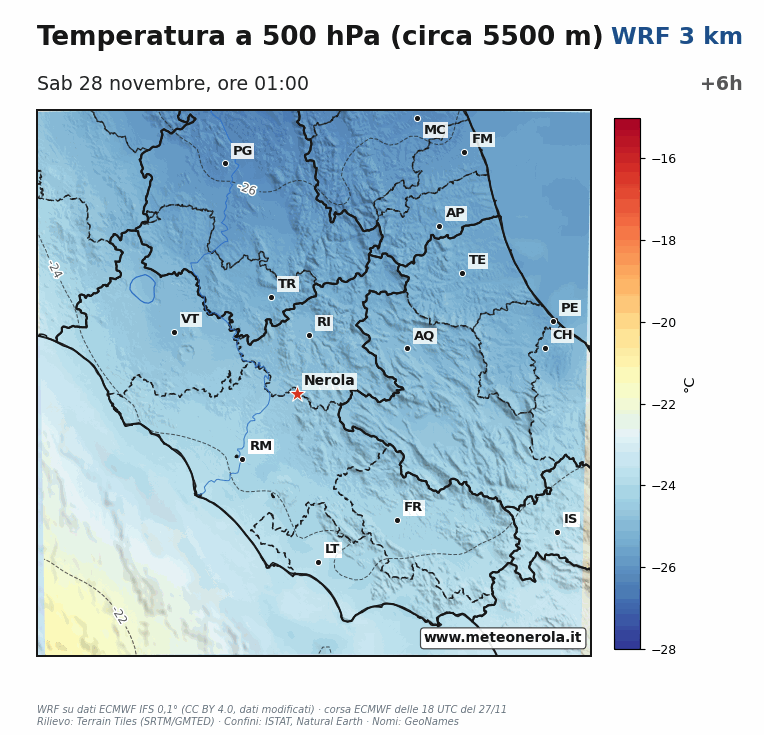 Temperatura a 500 hPa (circa 5500 m) WRF 3 km
Sab 28 novembre, ore 01:00 +6h
MC
FM
PG
-26
AP
-24
TE
TR
PE
VT
RI
CH
AQ
Nerola
RM
FR
IS
LT
-22
www.meteonerola.it
−16
−18
−20
−22
−24
−26
−28
°C
WRF su dati ECMWF IFS 0,1° (CC BY 4.0, dati modificati) · corsa ECMWF delle 18 UTC del 27/11
Rilievo: Terrain Tiles (SRTM/GMTED) · Confini: ISTAT, Natural Earth · Nomi: GeoNames